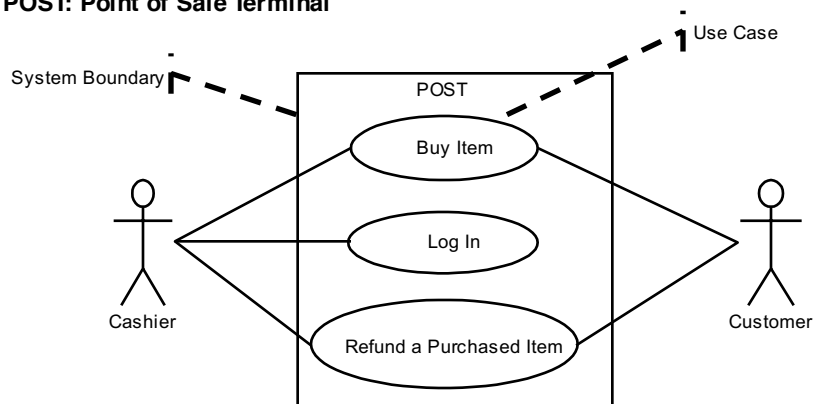 POST: Point of Sale Terminal
Use Case
System Boundary
POST
Buy Item
Log In
Cashier
Customer
Refund a Purchased Item